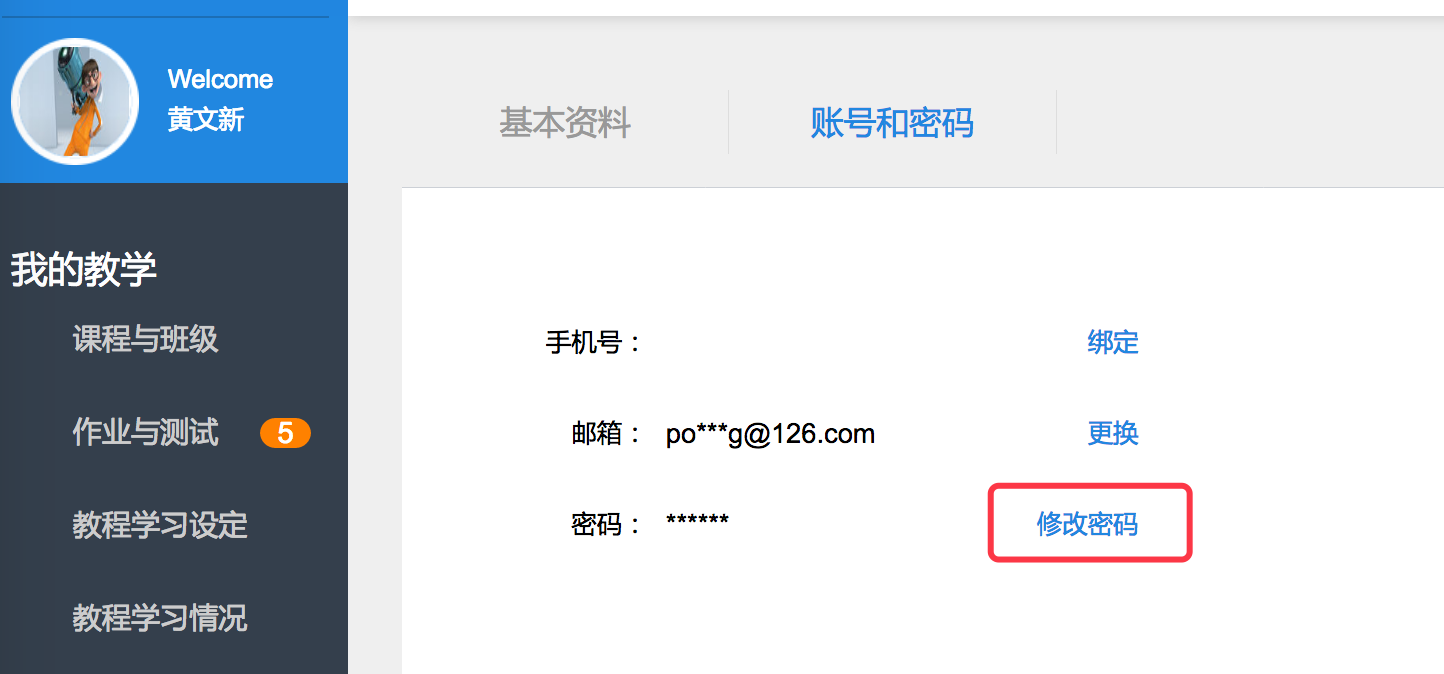 Welcome
黄文新
我的教学
课程与班级
作业与测试 5
教程学习设定
教程学习情况
基本资料 账号和密码
手机号： 绑定
邮箱： po***g@126.com 更换
密码： ****** 修改密码